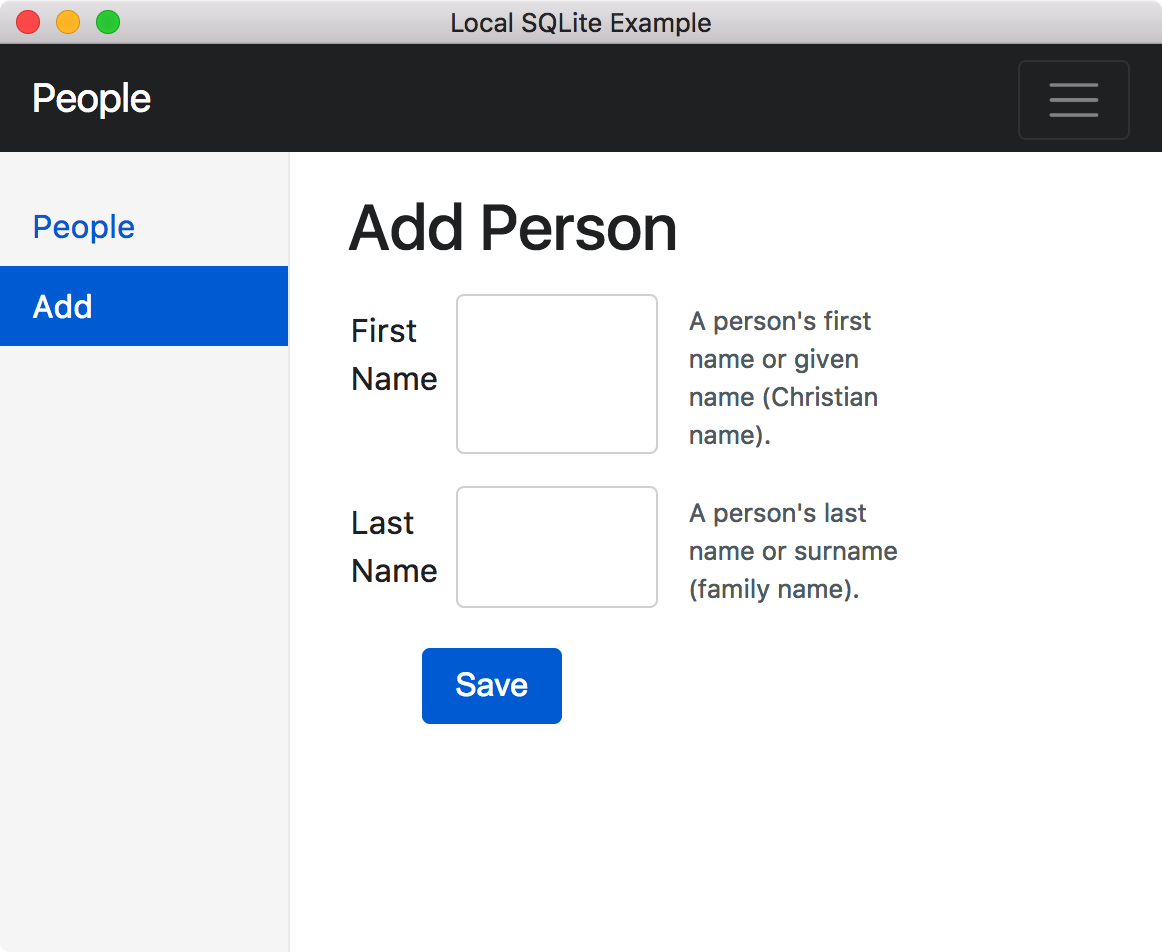 Local SQLite Example
People
People
Add
Add Person
First
Name
A person's first
name or given
name (Christian
name).
Last
Name
A person's last
name or surname
(family name).
Save